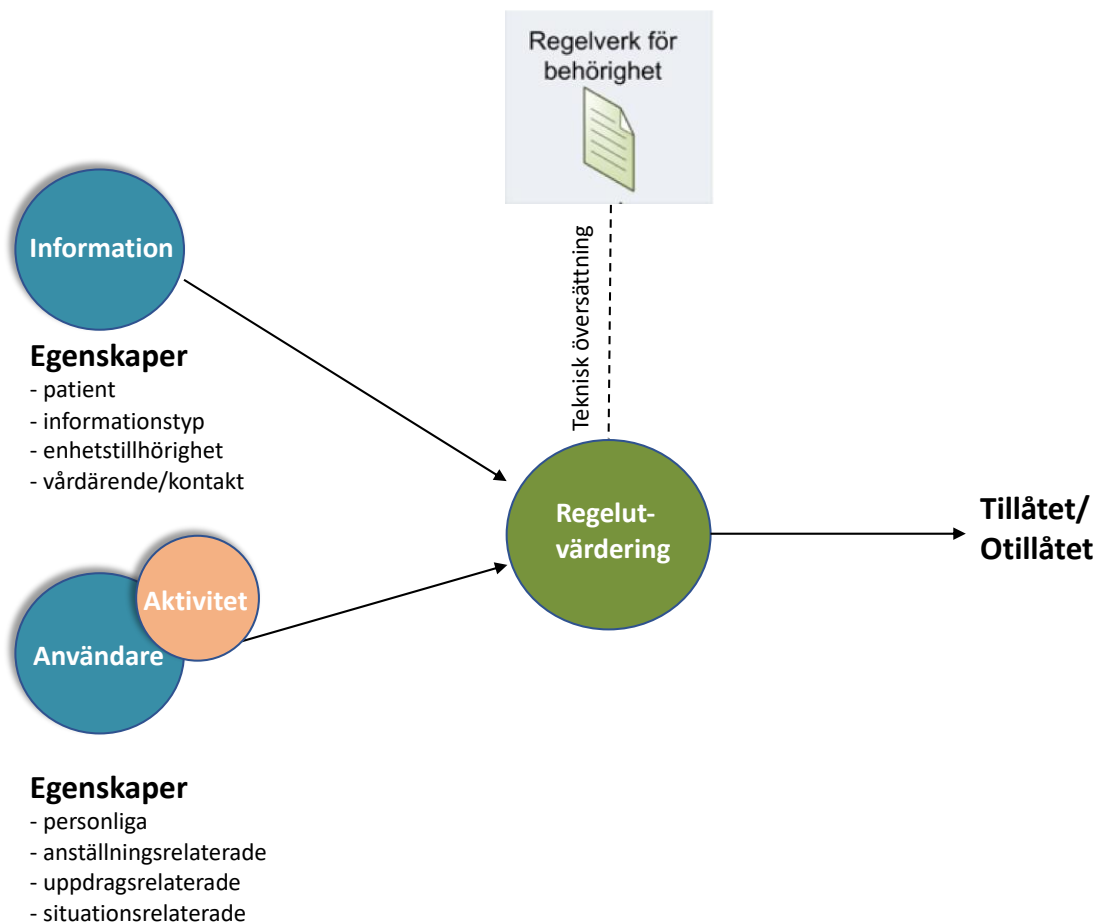 Regelverk för
behörighet
Teknisk översättning
Information
Egenskaper
- patient
- informationstyp
- enhetstillhörighet
- vårdärende/kontakt
Regelut-
värdering
Tillåtet/
Otillåtet
Aktivitet
Användare
Egenskaper
- personliga
- anställningsrelaterade
- uppdragsrelaterade
- situationsrelaterade